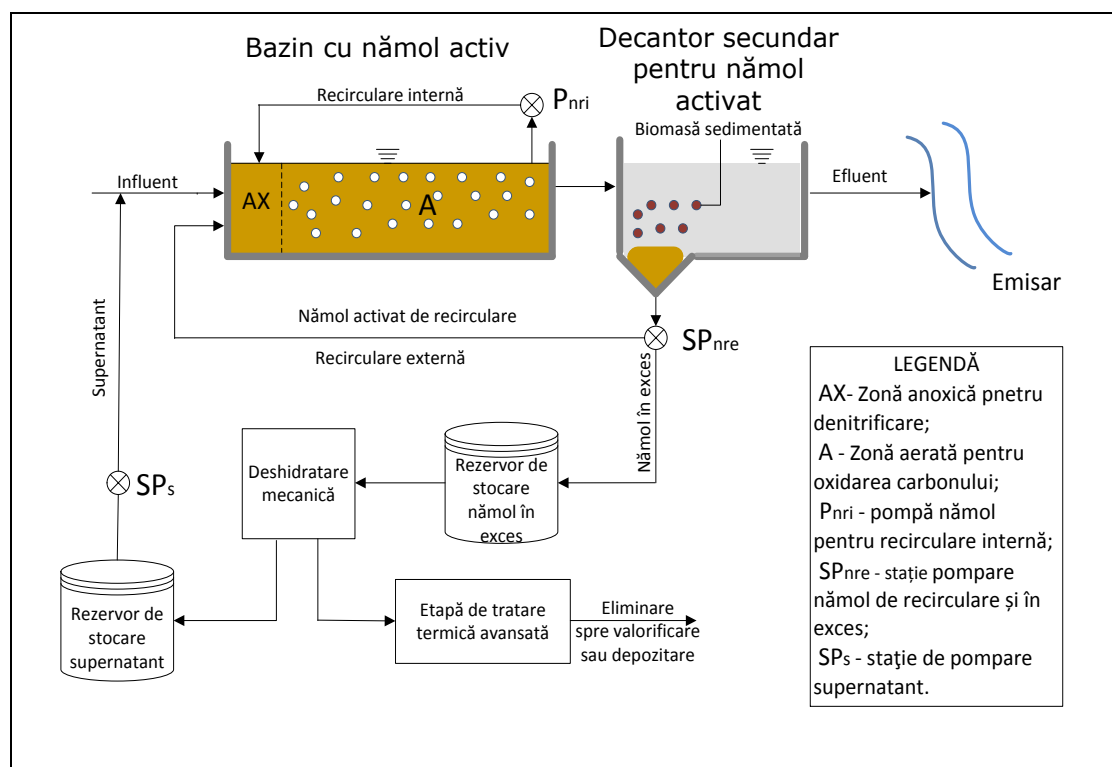 Bazin cu nămol activ
Decantor secundar
pentru nămol
activat
Recirculare internă
Pnri
Biomasă sedimentată
Influent
AX
A
Efluent
Emisar
Supernatant
Nămol activat de recirculare
Recirculare externă
SPnre
Nămol în exces
SPs
Deshidratare
mecanică
Rezervor de
stocare
nămol în
exces
Rezervor de
stocare
supernatant
Etapă de tratare
termică avansată
Eliminare
spre valorificare
sau depozitare
LEGENDĂ
AX- Zonă anoxică pnetru
denitrificare;
A - Zonă aerată pentru
oxidarea carbonului;
Pnri - pompă nămol
pentru recirculare internă;
SPnre - stație pompare
nămol de recirculare și în
exces;
SPs - staţie de pompare
supernatant.